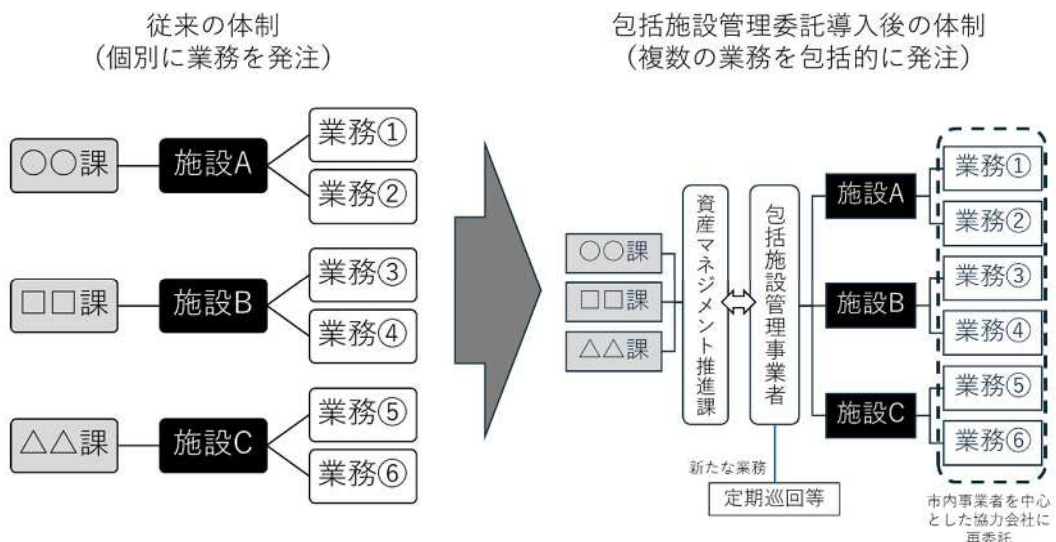 従来の体制
（個別に業務を発注）
○○課
施設A
業務①
業務②
□□課
施設B
業務③
業務④
△△課
施設C
業務⑤
業務⑥
包括施設管理委託導入後の体制
（複数の業務を包括的に発注）
○○課
□□課
△△課
資産マネジメント推進課
包括施設管理事業者
施設A
業務①
業務②
施設B
業務③
業務④
施設C
業務⑤
業務⑥
新たな業務
定期巡回等
市内事業者を中心
とした協力会社に
再委託